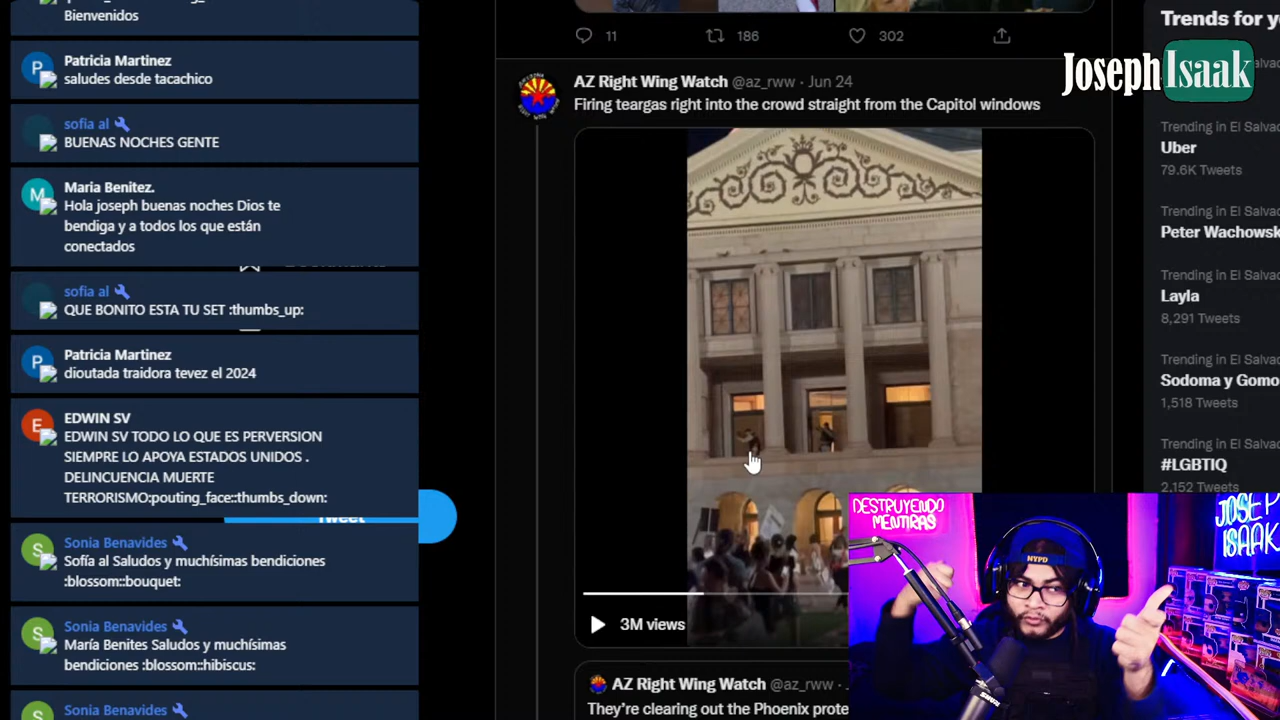 Bienvenidos
Patricia Martinez
saludes desde tacachico
sofia al
BUENAS NOCHES GENTE
M
Maria Benitez.
Hola joseph buenas noches Dios te
bendiga y a todos los que están
conectados
sofia al
QUE BONITO ESTA TU SET :thumbs_up:
P
Patricia Martinez
dioutada traidora tevez el 2024
E
EDWIN SV
EDWIN SV TODO LO QUE ES PERVERSION
SIEMPRE LO APOYA ESTADOS UNIDOS .
DELINCUENCIA MUERTE
TERRORISMO:pouting_face::thumbs_down:
Tweet
S
Sonia Benavides
Sofía al Saludos y muchísimas bendiciones
:blossom::bouquet:
S
Sonia Benavides
María Benites Saludos y muchísimas
bendiciones :blossom::hibiscus:
S
Sonia Benavides
11
186
302
AZ Right Wing Watch @az_rww · Jun 24
Firing teargas right into the crowd straight from the Capitol windows
3M views
AZ Right Wing Watch @az_rww ·
They're clearing out the Phoenix prote
Trends for y
Joseph Isaak
Trending in El Salvad
Uber
79.6K Tweets
Trending in El Salva
Peter Wachowsk
Trending in El Salva
Layla
8,291 Tweets
Trending in El Salva
Sodoma y Gomo
1,518 Tweets
Trending in El Salva
#LGBTIQ
2,152 Tweets
DESTRUYENDO
MENTIRAS
NYPD
JOSEP
ISAAK